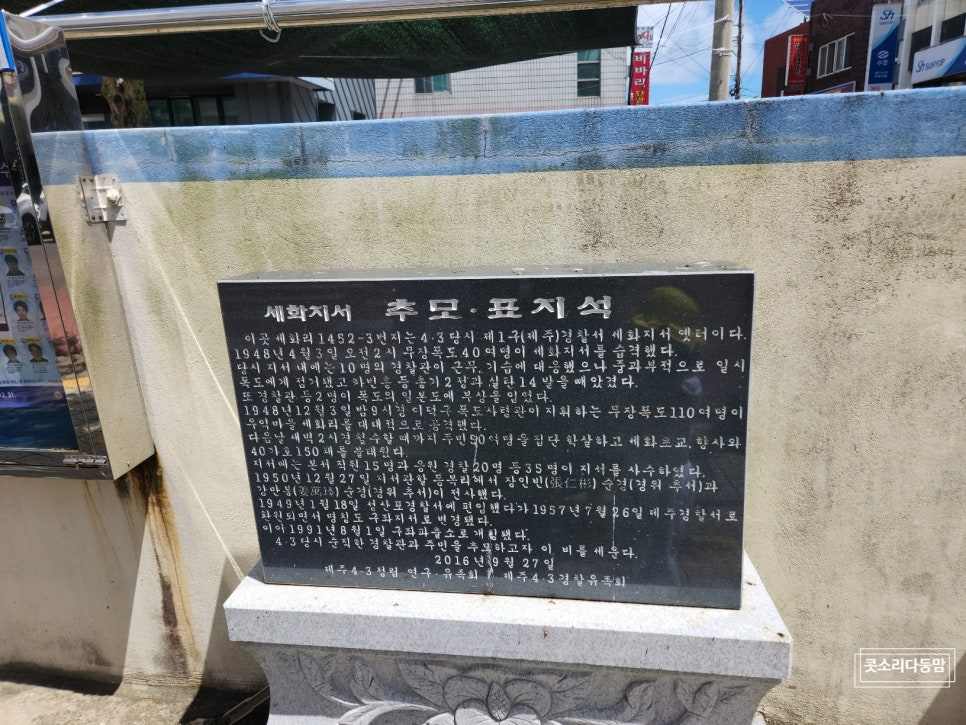 세화지서 추모·표지석
이곳 세화리 1452-3번지는 4·3당시 제1구(제주)경찰서 세화지서 옛터이다.
1948년 4월 3일 오전 2시 무장폭도 40여명이 세화지서를 습격했다.
당시 지서 내에는 10명의 경찰관이 근무, 기습에 대응했으나 중과부적으로 일시
폭도에게 점거됐고 카빈총 등 총기 2정과 실탄 14발을 빼앗겼다.
또 경찰관 등 2명이 폭도의 일본도에 부상을 입었다.
1948년 12월 3일 밤 9시경 이덕구 폭도사령관이 지휘하는 무장폭도 110여명이
우익마을 세화리를 대대적으로 공격했다.
다음날 새벽 2시경 철수할 때까지 주민 50여명을 집단 학살하고 세화초교, 향사와
40가호 150채를 불태웠다.
지서에는 본서 직원 15명과 응원 경찰 20명 등 35명이 지서를 사수하였다.
1950년 12월 27일 지서관할 동복리에서 장인빈(張仁彬) 순경(경위 추서)과
강만봉(姜萬琫) 순경(경위 추서)이 전사했다.
1949년 1월 18일 성산포경찰서에 편입했다가 1957년 7월 26일 제주경찰서로
환원되면서 명칭도 구좌지서로 변경됐다.
이어 1991년 8월 1일 구좌파출소로 개칭됐다.
4·3당시 순직한 경찰관과 주민을 추모하고자 이 비를 세운다.
2016년 9월 27일
제주4·3정립 연구·유족회 / 제주4·3경찰유족회
비바리
Sh
수협
Sh SUHYUP
콧소리다둥맘